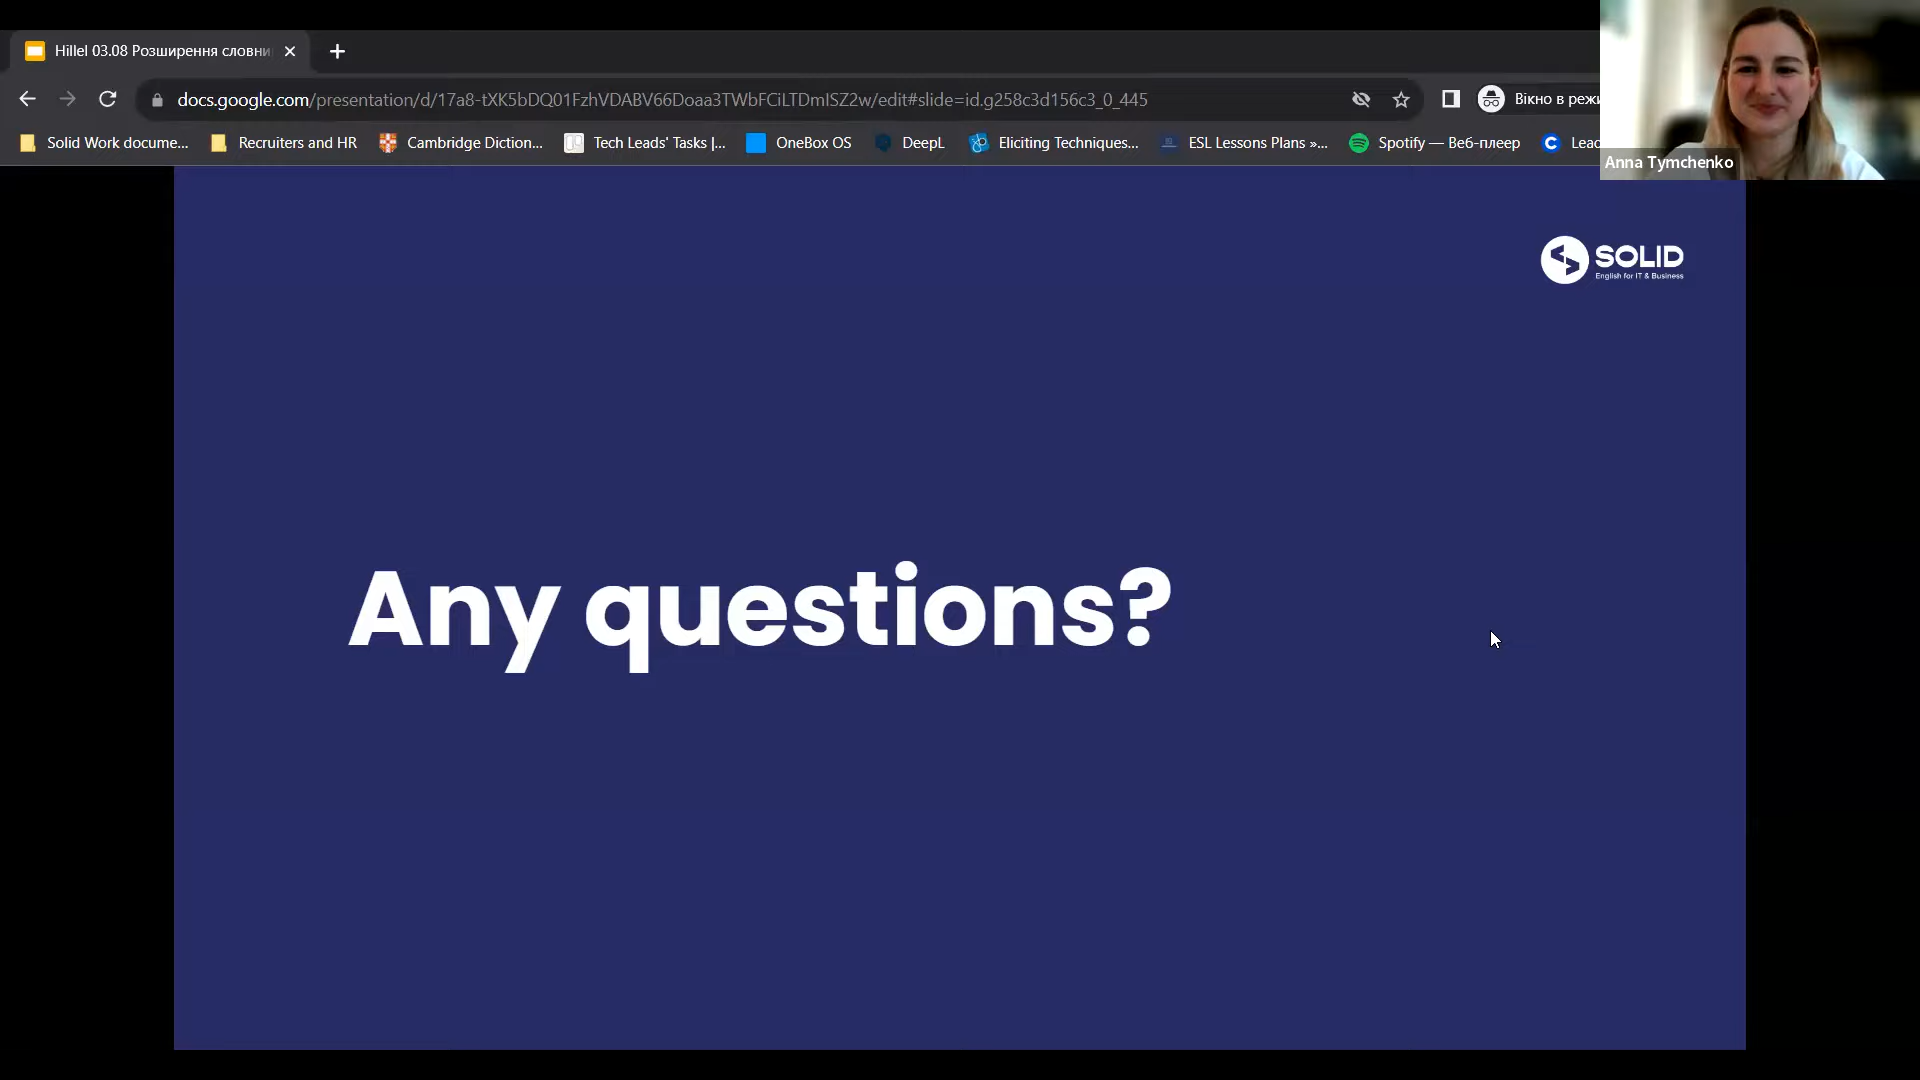 Hillel 03.08 Розширення словни
docs.google.com/presentation/d/17a8-tXK5bDQ01FzhVDABV66Doaa3TWbFCiLTDmISZ2w/edit#slide=id.g258c3d156c3_0_445
Вікно в режи
Solid Work docume... Recruiters and HR Cambridge Diction... Tech Leads' Tasks |... OneBox OS DeepL Eliciting Techniques... ESL Lessons Plans »... Spotify — Веб-плеер Leac
Anna Tymchenko
SOLID
English for IT & Business
Any questions?